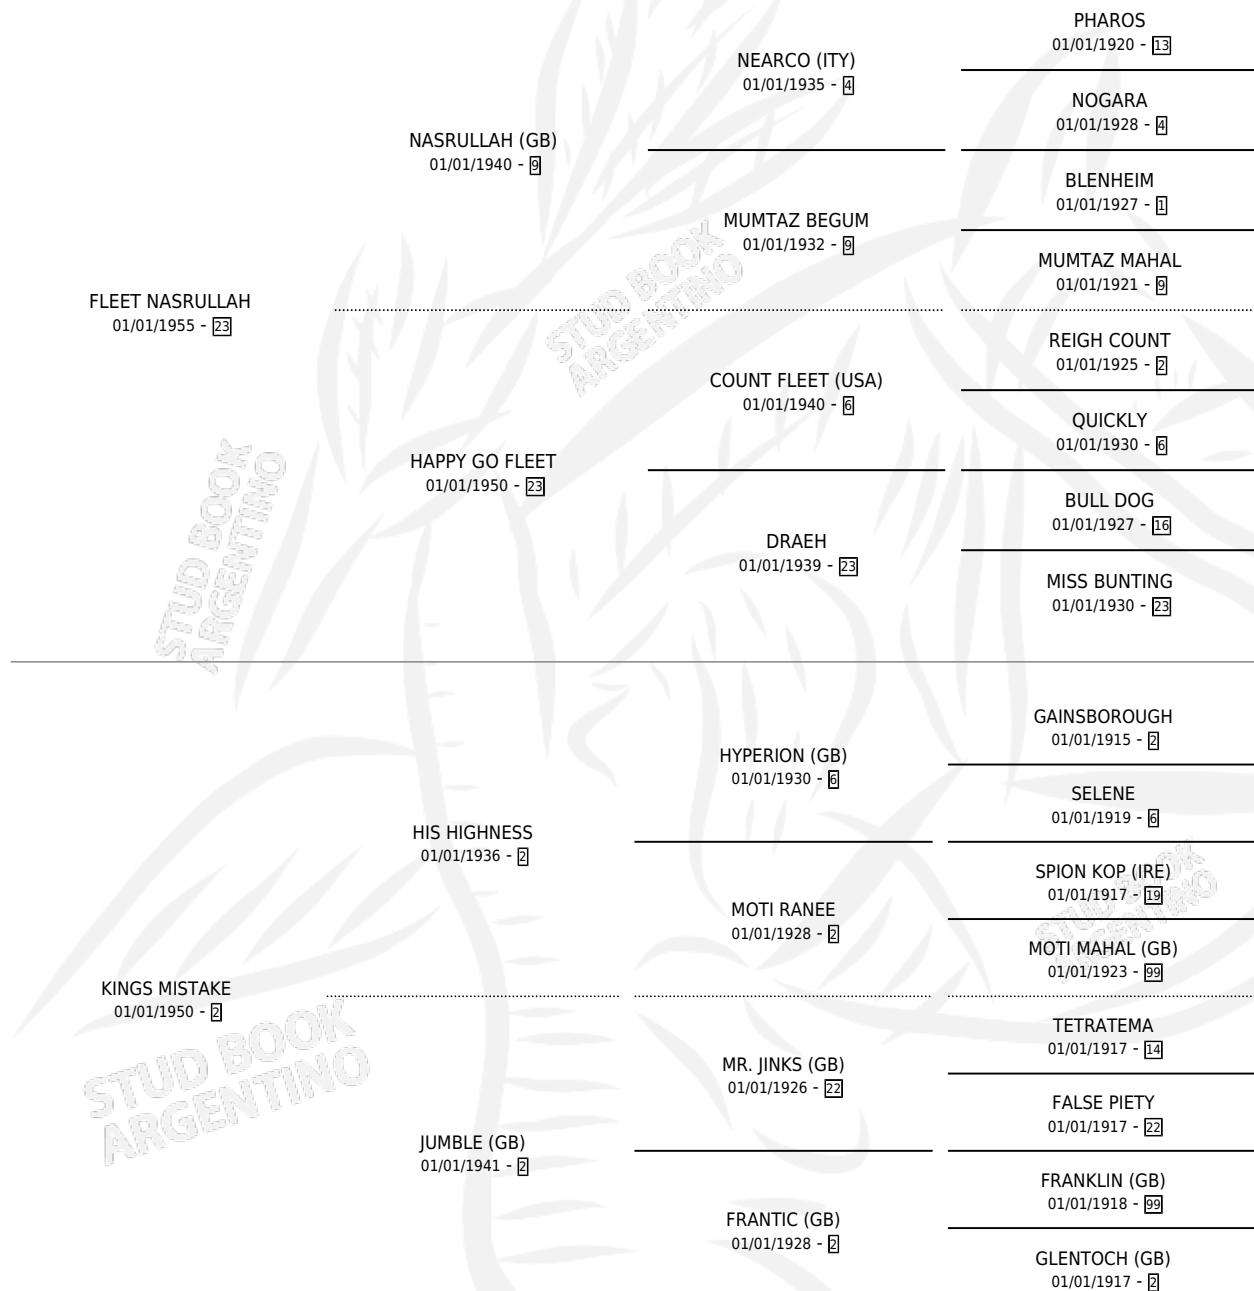 PHAROS
01/01/1920 - 13
NEARCO (ITY)
01/01/1935 - 4
NOGARA
01/01/1928 - 4
NASRULLAH (GB)
01/01/1940 - 9
BLENHEIM
01/01/1927 - 1
MUMTAZ BEGUM
01/01/1932 - 9
MUMTAZ MAHAL
01/01/1921 - 9
FLEET NASRULLAH
01/01/1955 - 23
STUD BOOK
ARGENTINO
REIGH COUNT
01/01/1925 - 2
COUNT FLEET (USA)
01/01/1940 - 6
QUICKLY
01/01/1930 - 6
HAPPY GO FLEET
01/01/1950 - 23
BULL DOG
01/01/1927 - 16
DRAEH
01/01/1939 - 23
MISS BUNTING
01/01/1930 - 23
STUD BOOK
ARGENTINO
GAINSBOROUGH
01/01/1915 - 2
HYPERION (GB)
01/01/1930 - 6
SELENE
01/01/1919 - 6
HIS HIGHNESS
01/01/1936 - 2
SPION KOP (IRE)
01/01/1917 - 19
MOTI RANEE
01/01/1928 - 2
MOTI MAHAL (GB)
01/01/1923 - 99
STUD BOOK
ARGENTINO
KINGS MISTAKE
01/01/1950 - 2
TETRATEMA
01/01/1917 - 14
MR. JINKS (GB)
01/01/1926 - 22
FALSE PIETY
01/01/1917 - 22
JUMBLE (GB)
01/01/1941 - 2
FRANKLIN (GB)
01/01/1918 - 99
FRANTIC (GB)
01/01/1928 - 2
GLENTOCH (GB)
01/01/1917 - 2
STUD BOOK
ARGENTINO